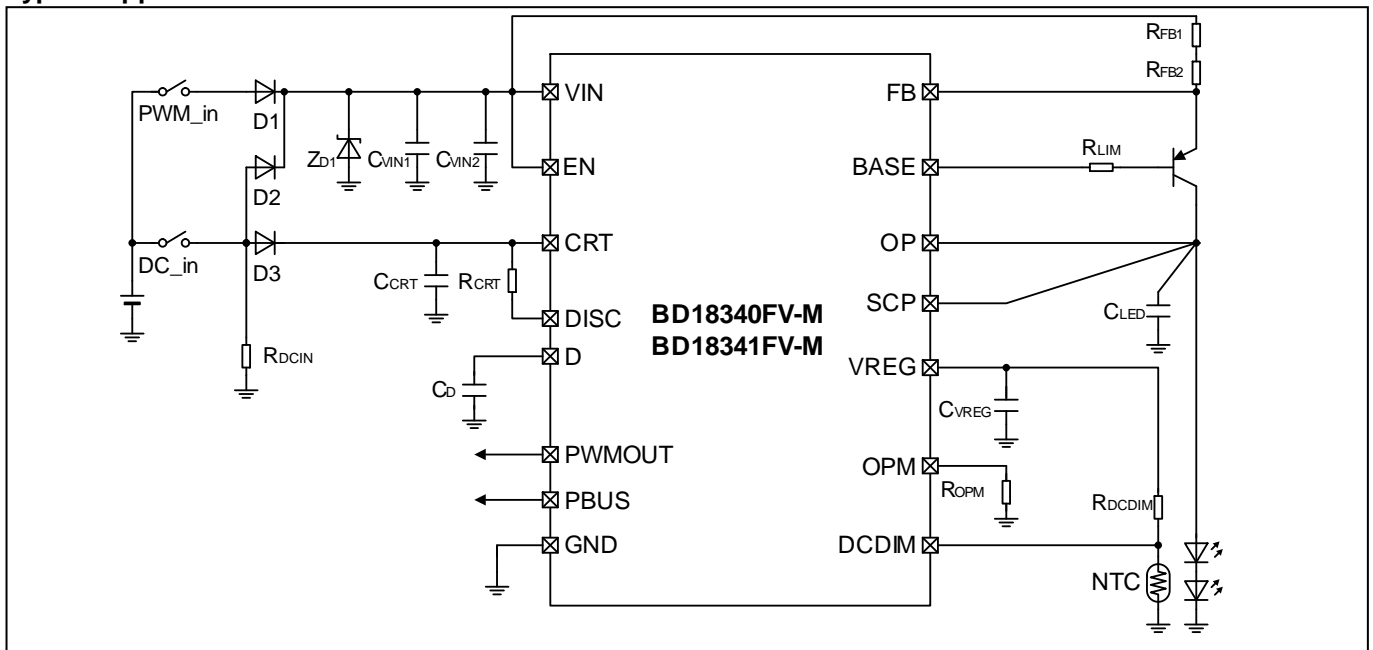 RFB1
RFB2
PWM_in
D1
D2
DC_in
D3
ZD1
CVIN1
CVIN2
RDCIN
CCRT
RCRT
CD
VIN
EN
CRT
DISC
D
PWMOUT
PBUS
GND
BD18340FV-M
BD18341FV-M
FB
BASE
OP
SCP
VREG
OPM
DCDIM
RLIM
CLED
CVREG
ROPM
RDCDIM
NTC